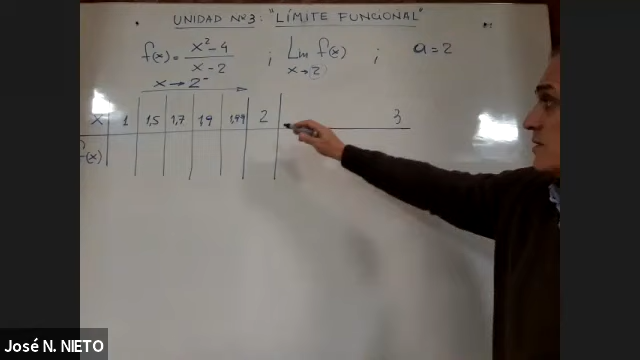 UNIDAD Nº3: "LÍMITE FUNCIONAL"
f(x) = x²-4 / x-2 ; Lim x→2 f(x) ; a=2
x→2⁻
x 1 1,5 1,7 1,9 1,99 2 3
f(x)
José N. NIETO